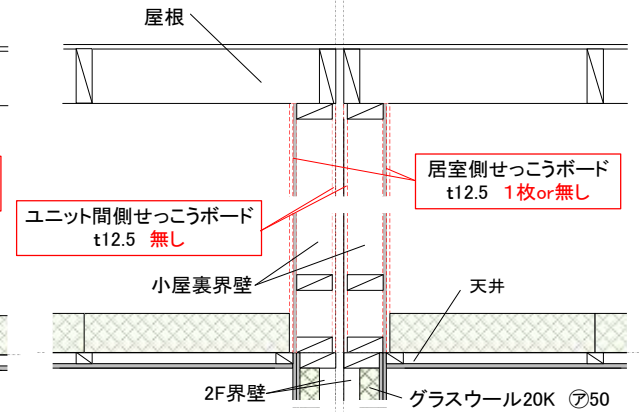 屋根
居室側せっこうボード
t12.5 1枚or無し
ユニット間側せっこうボード
t12.5 無し
小屋裏界壁
天井
2F界壁
グラスウール20K ㋐50